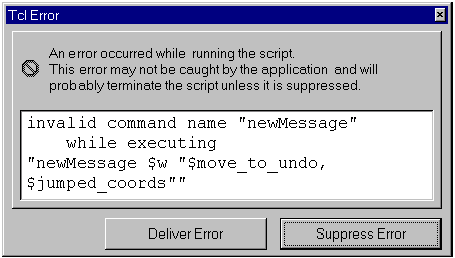 Tcl Error
An error occurred while running the script.
This error may not be caught by the application and will
probably terminate the script unless it is suppressed.
invalid command name "newMessage"
    while executing
"newMessage $w "$move_to_undo,
$jumped_coords""
Deliver Error
Suppress Error